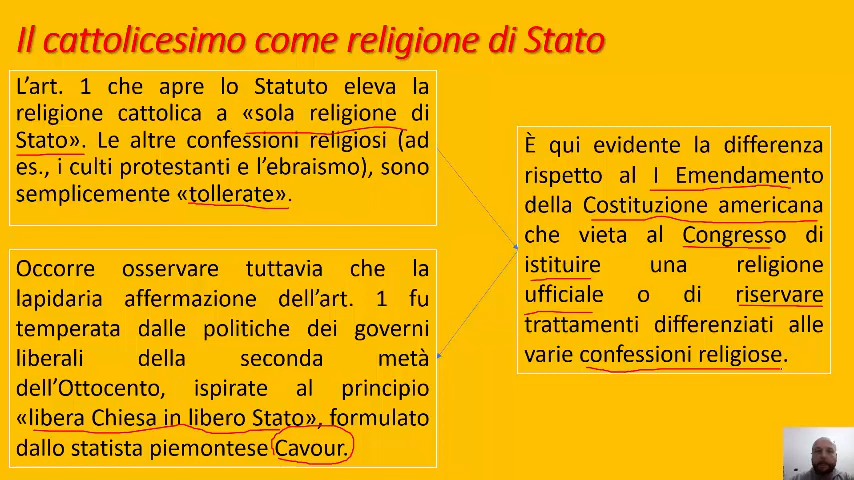 Il cattolicesimo come religione di Stato
L'art. 1 che apre lo Statuto eleva la
religione cattolica a «sola religione di
Stato». Le altre confessioni religiosi (ad
es., i culti protestanti e l'ebraismo), sono
semplicemente «tollerate».
Occorre osservare tuttavia che la
lapidaria affermazione dell'art. 1 fu
temperata dalle politiche dei governi
liberali della seconda metà
dell'Ottocento, ispirate al principio
«libera Chiesa in libero Stato», formulato
dallo statista piemontese Cavour.
È qui evidente la differenza
rispetto al I Emendamento
della Costituzione americana
che vieta al Congresso di
istituire una religione
ufficiale o di riservare
trattamenti differenziati alle
varie confessioni religiose.